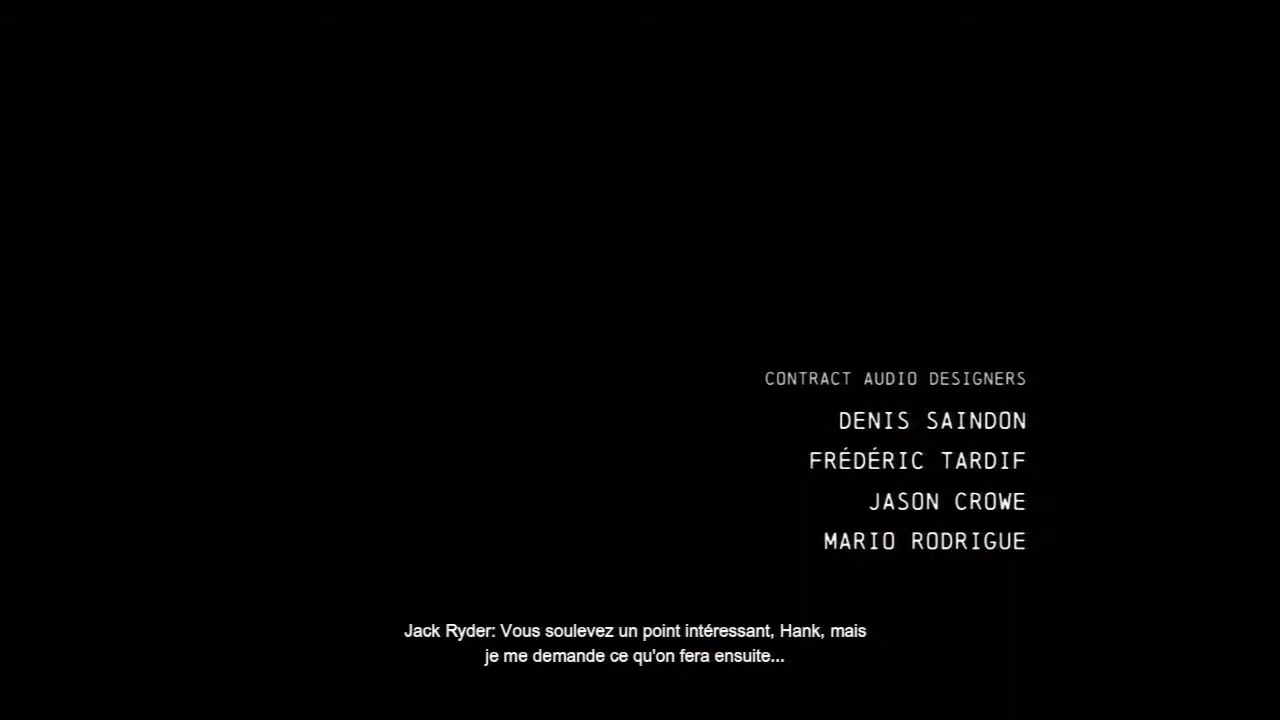 CONTRACT AUDIO DESIGNERS
DENIS SAINDON
FRÉDÉRIC TARDIF
JASON CROWE
MARIO RODRIGUE
Jack Ryder: Vous soulevez un point intéressant, Hank, mais
je me demande ce qu'on fera ensuite...